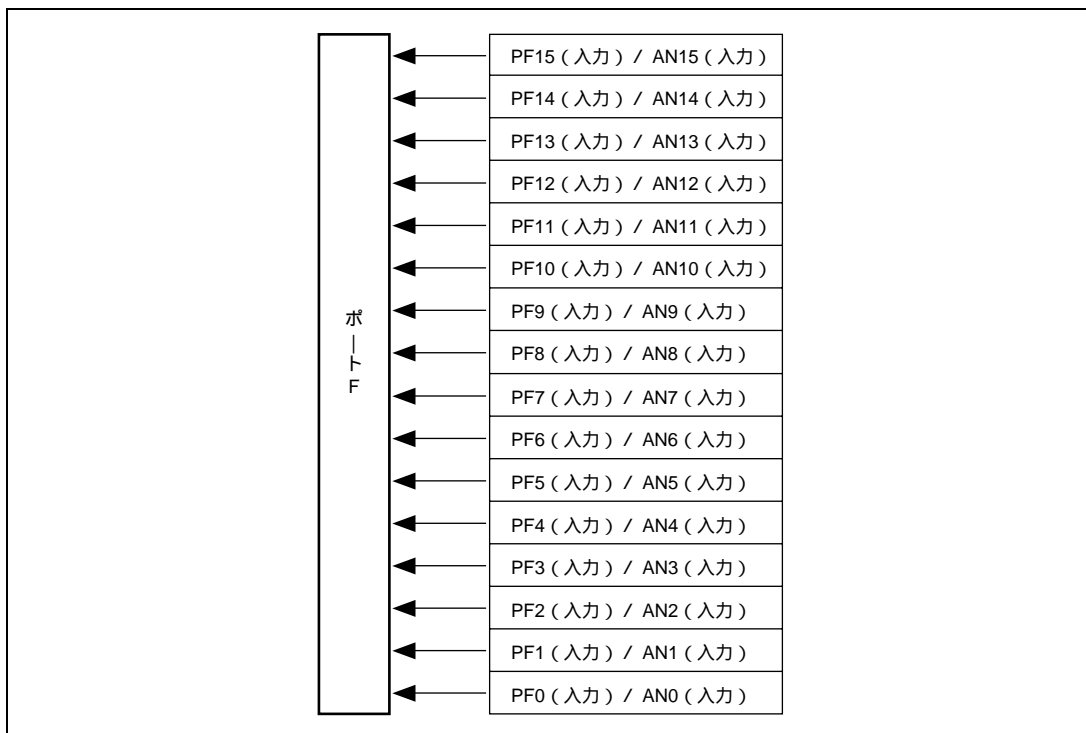 PF15(入力)/ AN15(入力)
PF14(入力)/ AN14(入力)
PF13(入力)/ AN13(入力)
PF12(入力)/ AN12(入力)
PF11(入力)/ AN11(入力)
PF10(入力)/ AN10(入力)
PF9(入力)/ AN9(入力)
PF8(入力)/ AN8(入力)
PF7(入力)/ AN7(入力)
PF6(入力)/ AN6(入力)
PF5(入力)/ AN5(入力)
PF4(入力)/ AN4(入力)
PF3(入力)/ AN3(入力)
PF2(入力)/ AN2(入力)
PF1(入力)/ AN1(入力)
PF0(入力)/ AN0(入力)
ポートF